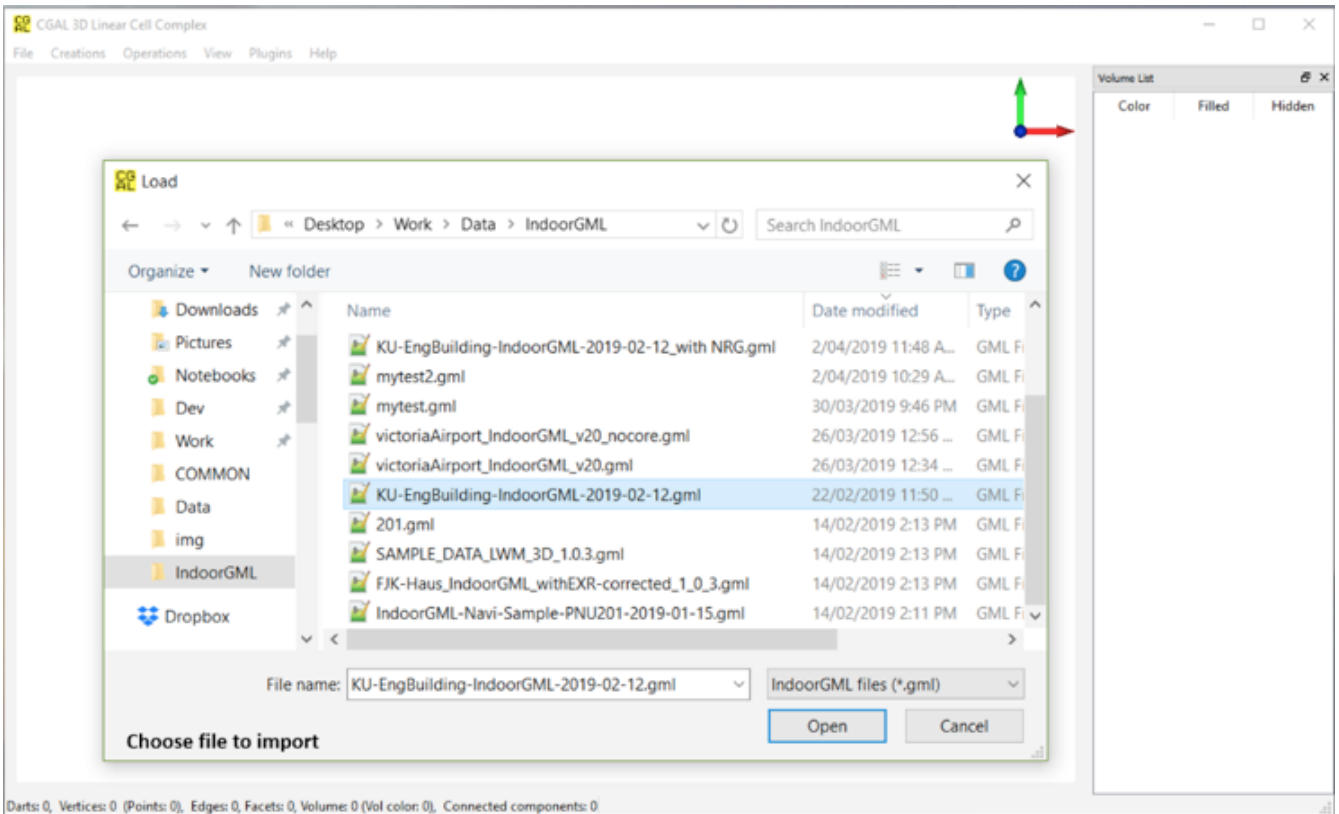 CGAL CGAL 3D Linear Cell Complex
File Creations Operations View Plugins Help
Volume List
Color Filled Hidden
CGAL Load
« Desktop > Work > Data > IndoorGML
Search IndoorGML
Organize New folder
Downloads
Pictures
Notebooks
Dev
Work
COMMON
Data
img
IndoorGML
Dropbox
Name Date modified Type
KU-EngBuilding-IndoorGML-2019-02-12_with NRG.gml 2/04/2019 11:48 A... GML Fi
mytest2.gml 2/04/2019 10:29 A... GML Fi
mytest.gml 30/03/2019 9:46 PM GML Fi
victoriaAirport_IndoorGML_v20_nocore.gml 26/03/2019 12:56 ... GML Fi
victoriaAirport_IndoorGML_v20.gml 26/03/2019 12:34 ... GML Fi
KU-EngBuilding-IndoorGML-2019-02-12.gml 22/02/2019 11:50 ... GML Fi
201.gml 14/02/2019 2:13 PM GML Fi
SAMPLE_DATA_LWM_3D_1.0.3.gml 14/02/2019 2:13 PM GML Fi
FJK-Haus_IndoorGML_withEXR-corrected_1_0_3.gml 14/02/2019 2:13 PM GML Fi
IndoorGML-Navi-Sample-PNU201-2019-01-15.gml 14/02/2019 2:11 PM GML Fi
File name: KU-EngBuilding-IndoorGML-2019-02-12.gml IndoorGML files (*.gml)
Open Cancel
Choose file to import
Darts: 0, Vertices: 0 (Points: 0), Edges: 0, Facets: 0, Volume: 0 (Vol color: 0), Connected components: 0